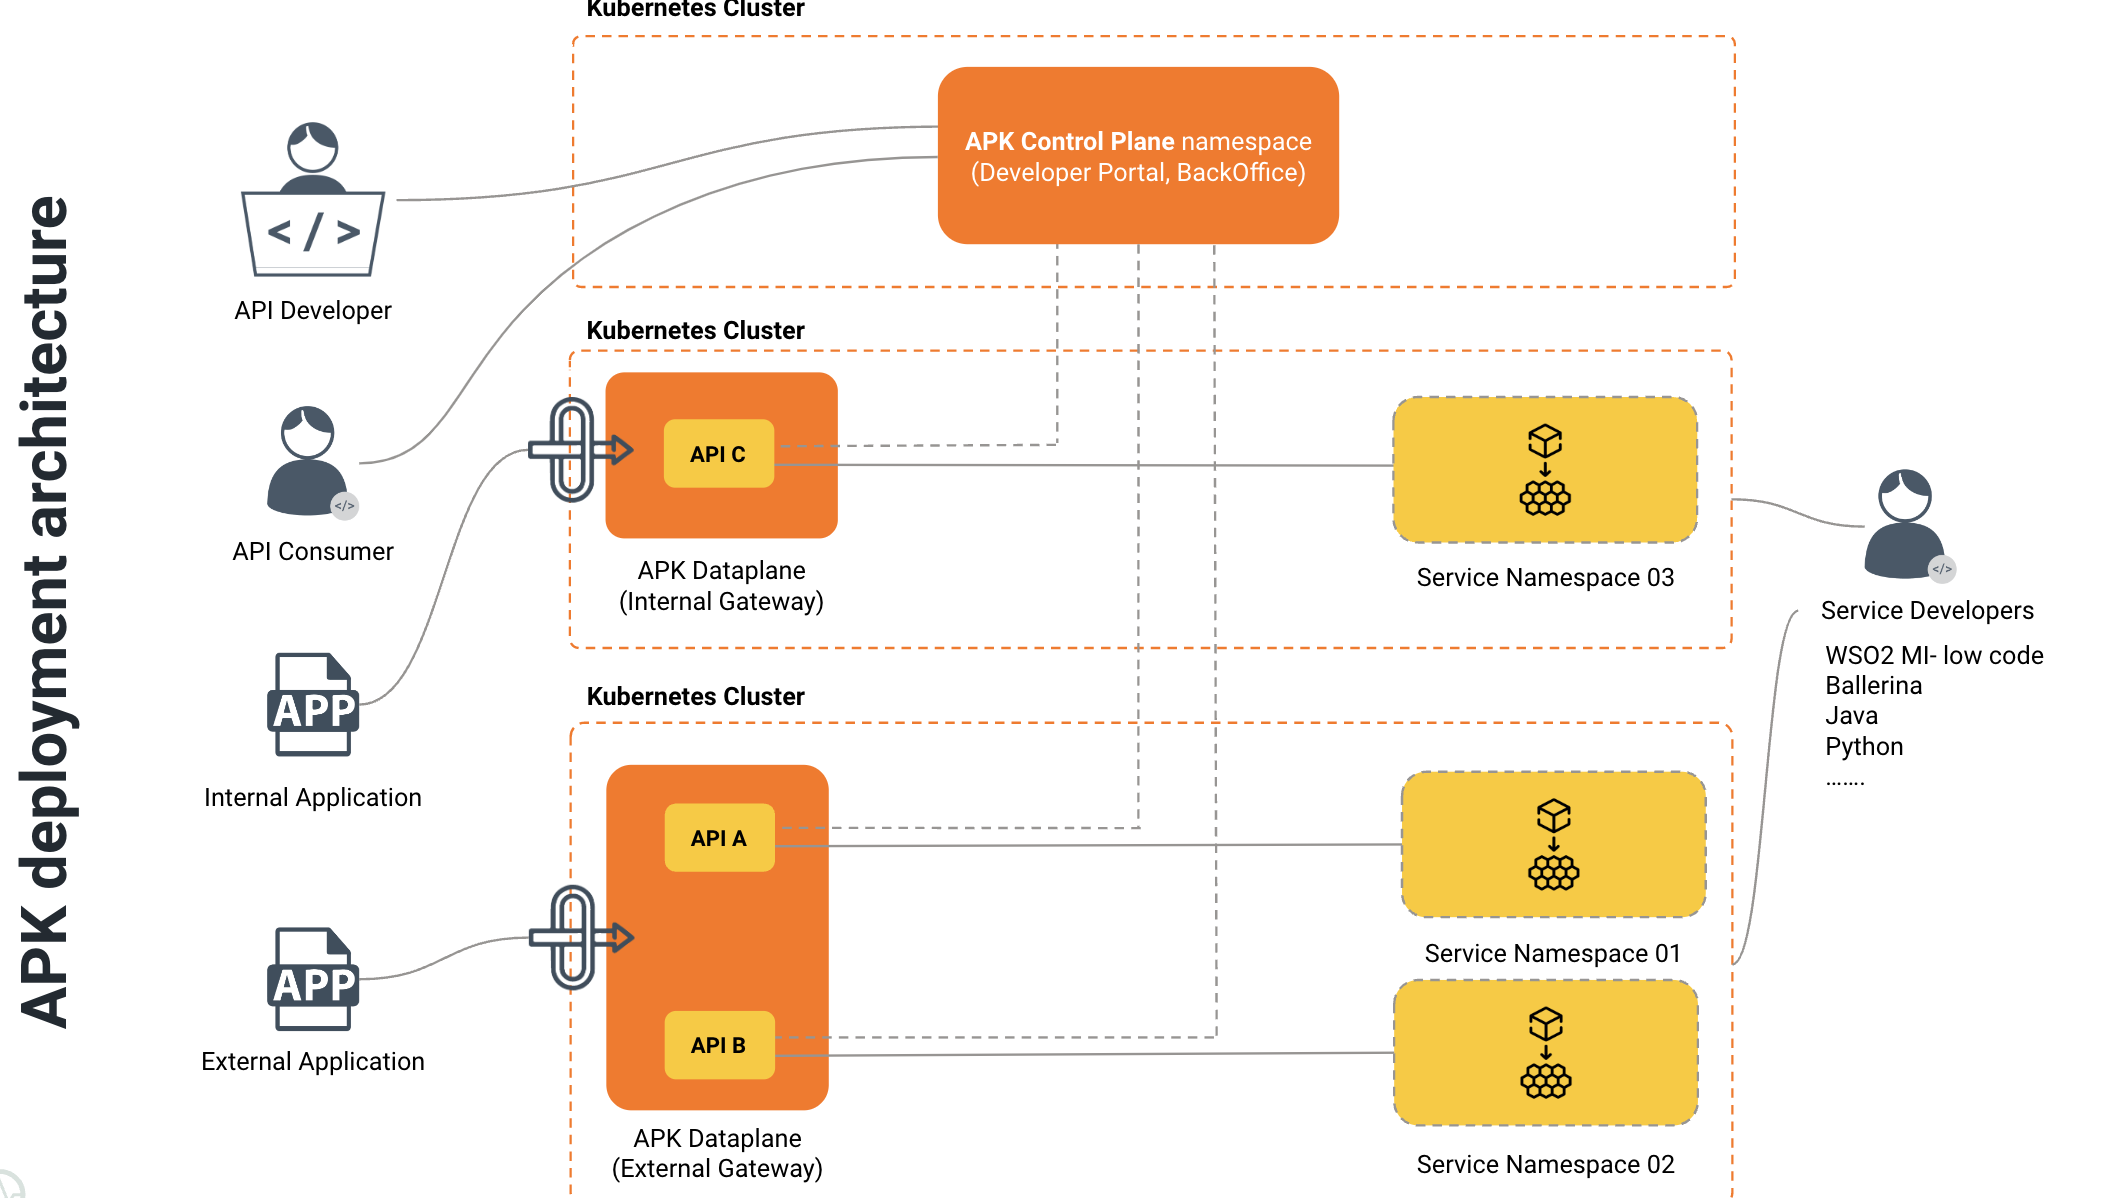 APK deployment architecture
Kubernetes Cluster
APK Control Plane namespace
(Developer Portal, BackOffice)
</>
API Developer
Kubernetes Cluster
API C
APK Dataplane
(Internal Gateway)
Service Namespace 03
</>
API Consumer
</>
Service Developers
WSO2 MI- low code
Ballerina
Java
Python
.......
APP
Internal Application
Kubernetes Cluster
API A
Service Namespace 01
APP
External Application
API B
APK Dataplane
(External Gateway)
Service Namespace 02